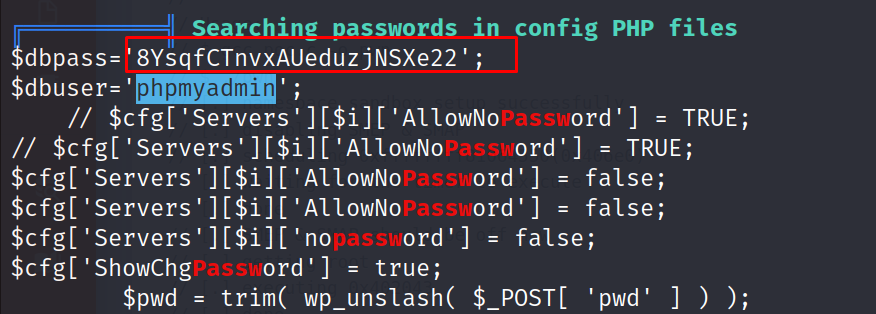 ╔══════════╣ Searching passwords in config PHP files
$dbpass='8YsqfCTnvxAUeduzjNSXe22';
$dbuser='phpmyadmin';
    // $cfg['Servers'][$i]['AllowNoPassword'] = TRUE;
// $cfg['Servers'][$i]['AllowNoPassword'] = TRUE;
$cfg['Servers'][$i]['AllowNoPassword'] = false;
$cfg['Servers'][$i]['AllowNoPassword'] = false;
$cfg['Servers'][$i]['nopassword'] = false;
$cfg['ShowChgPassword'] = true;
        $pwd = trim( wp_unslash( $_POST[ 'pwd' ] ) );